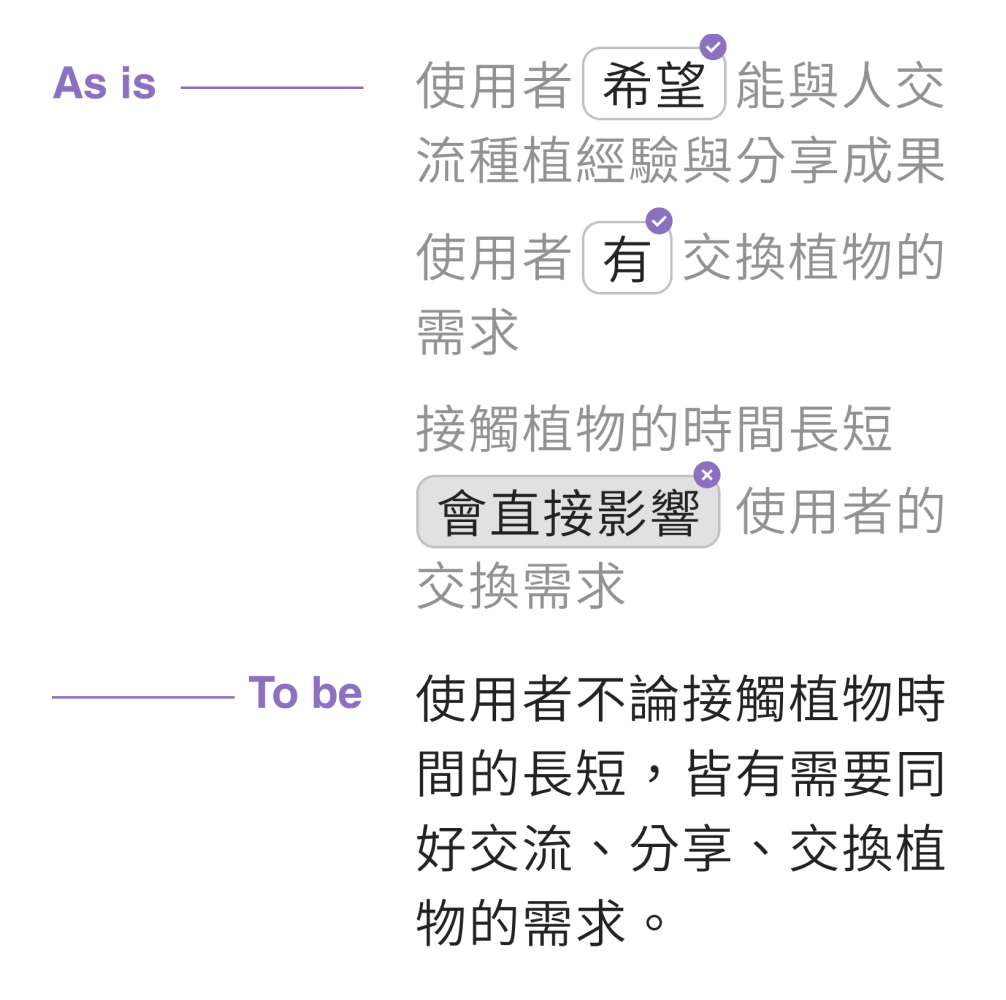 As is
使用者 希望 能與人交
流種植經驗與分享成果
使用者 有 交換植物的
需求
接觸植物的時間長短
會直接影響 使用者的
交換需求
To be
使用者不論接觸植物時
間的長短，皆有需要同
好交流、分享、交換植
物的需求。